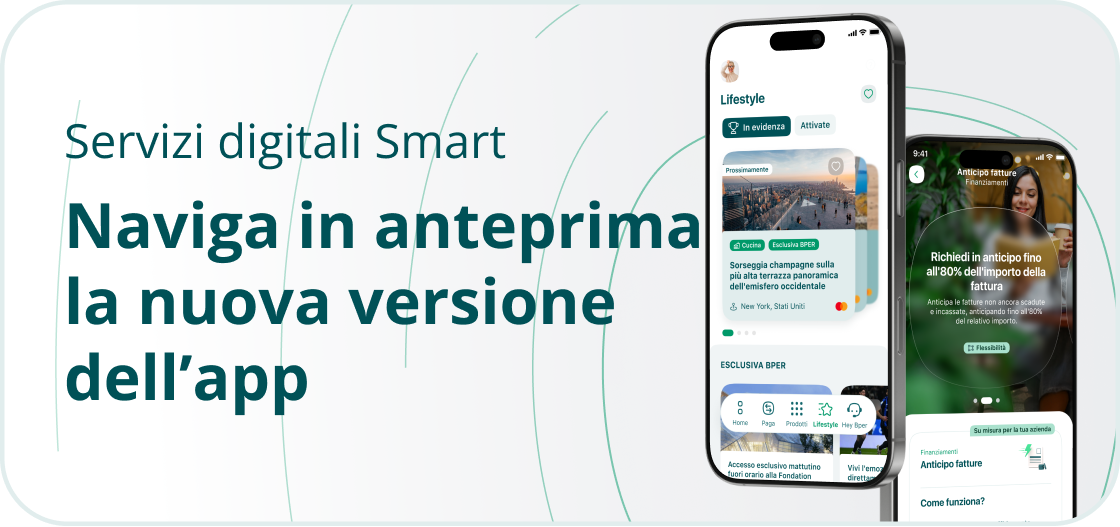 Servizi digitali Smart
Naviga in anteprima
la nuova versione
dell’app
Lifestyle
In evidenza
Attivate
Prossimamente
Cucina
Esclusiva BPER
Sorseggia champagne sulla
più alta terrazza panoramica
dell'emisfero occidentale
New York, Stati Uniti
ESCLUSIVA BPER
Home
Paga
Prodotti
Lifestyle
Hey Bper
Accesso esclusivo mattutino
fuori orario alla Fondation
Vivi l'emoz
direttam
9:41
Anticipo fatture
Finanziamenti
Richiedi in anticipo fino
all'80% dell'importo della
fattura
Anticipa le fatture non ancora scadute
e incassate, anticipando fino all'80%
del relativo importo.
Flessibilità
Su misura per la tua azienda
Finanziamenti
Anticipo fatture
Come funziona?